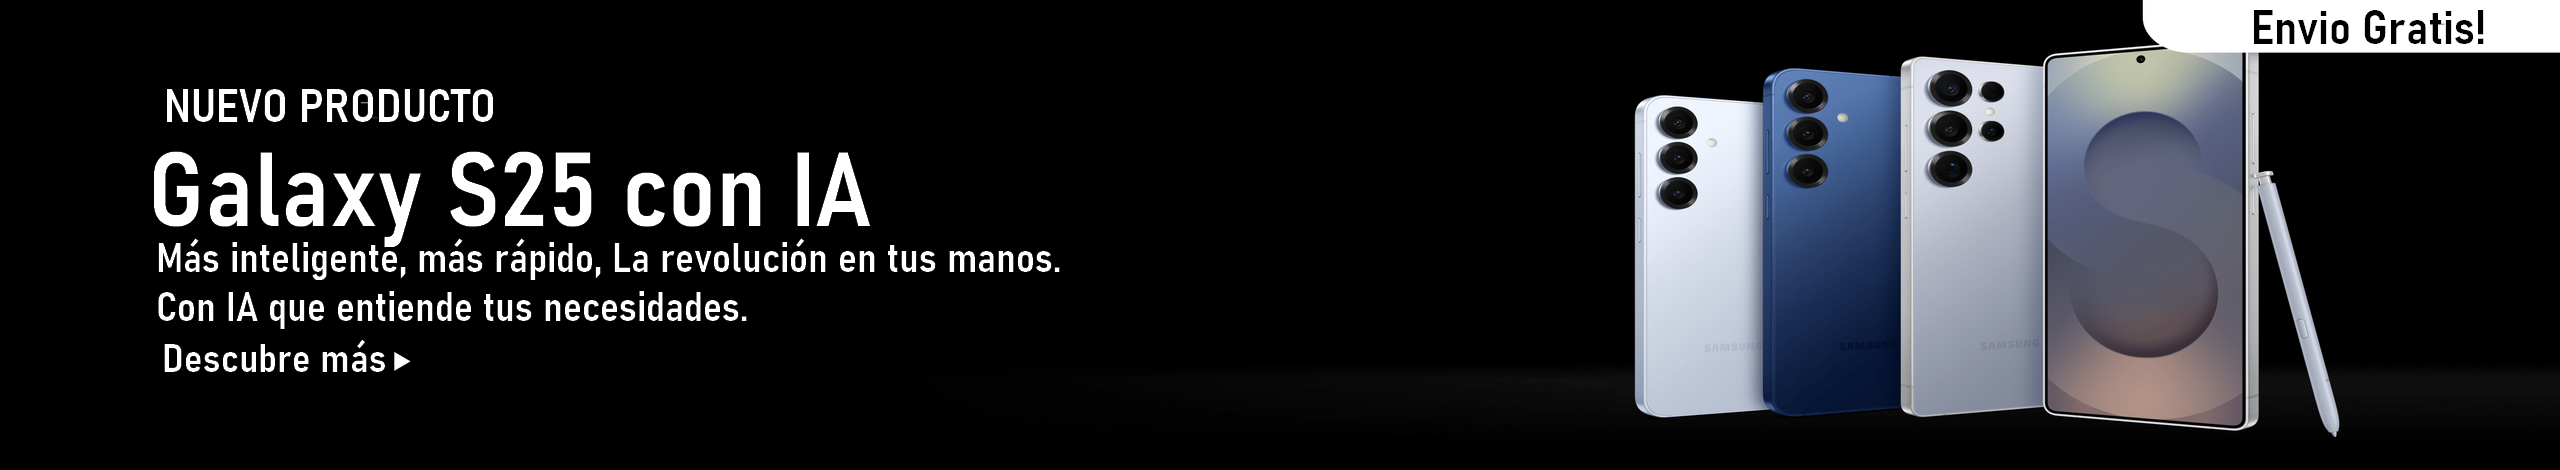 Envio Gratis!
NUEVO PRODUCTO
Galaxy S25 con IA
Más inteligente, más rápido, La revolución en tus manos.
Con IA que entiende tus necesidades.
Descubre más
SAMSUNG
SAMSUNG
SAMSUNG